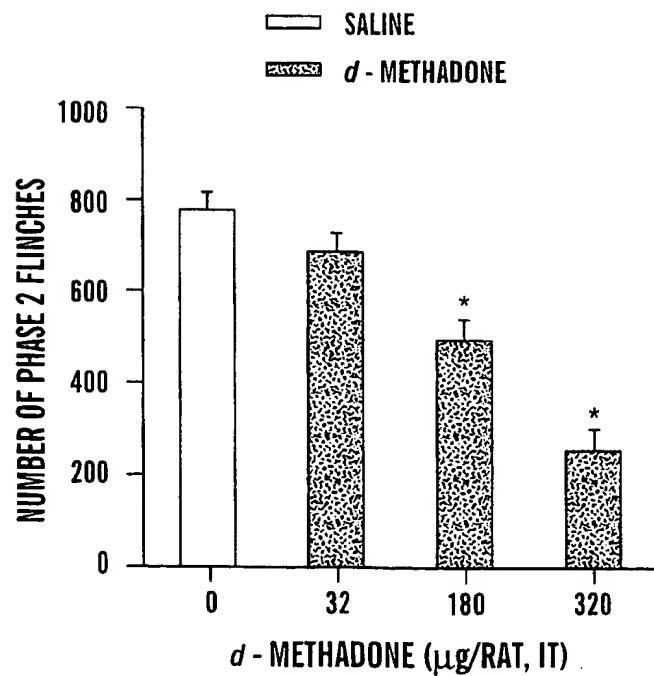 SALINE
d - METHADONE
1000
800
600
400
200
0
NUMBER OF PHASE 2 FLINCHES
*
*
0 32 180 320
d - METHADONE (µg/RAT, IT)